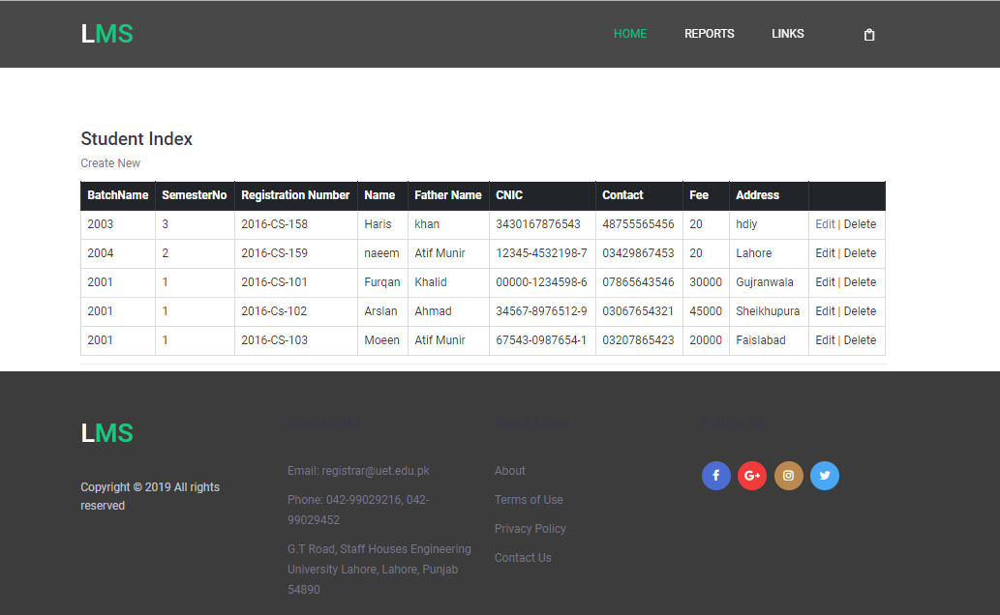 LMS
HOME REPORTS LINKS
Student Index
Create New
BatchName SemesterNo Registration Number Name Father Name CNIC Contact Fee Address
2003 3 2016-CS-158 Haris khan 3430167876543 48755565456 20 hdiy Edit | Delete
2004 2 2016-CS-159 naeem Atif Munir 12345-4532198-7 03429867453 20 Lahore Edit | Delete
2001 1 2016-CS-101 Furqan Khalid 00000-1234598-6 07865643546 30000 Gujranwala Edit | Delete
2001 1 2016-Cs-102 Arslan Ahmad 34567-8976512-9 03067654321 45000 Sheikhupura Edit | Delete
2001 1 2016-CS-103 Moeen Atif Munir 67543-0987654-1 03207865423 20000 Faislabad Edit | Delete
LMS
Copyright © 2019 All rights
reserved
Contact Us
Email: registrar@uet.edu.pk
Phone: 042-99029216, 042-
99029452
G.T Road, Staff Houses Engineering
University Lahore, Lahore, Punjab
54890
Quick Links
About
Terms of Use
Privacy Policy
Contact Us
Follow Us